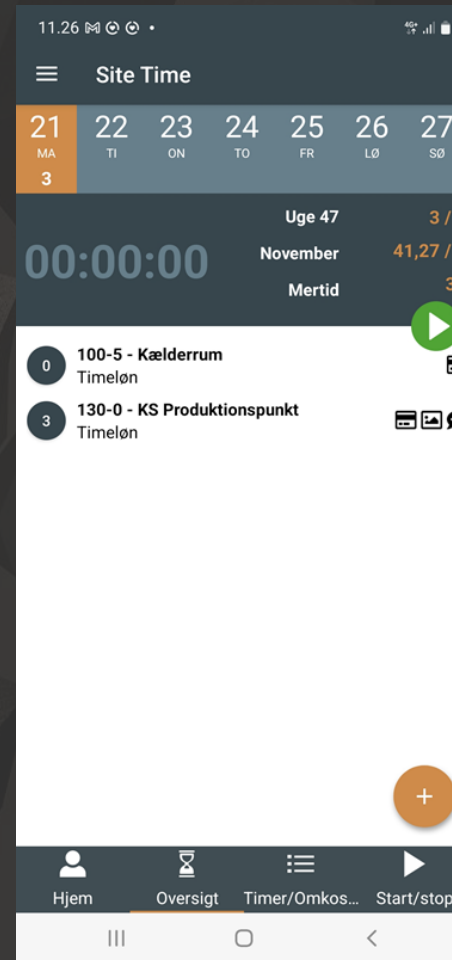 11.26
4G+
Site Time
21 22 23 24 25 26 27
MA TI ON TO FR LØ SØ
3
00:00:00
Uge 47 3 /
November 41,27 /
Mertid 3
0 100-5 - Kælderrum
Timeløn
3 130-0 - KS Produktionspunkt
Timeløn
+
Hjem Oversigt Timer/Omkos... Start/stop